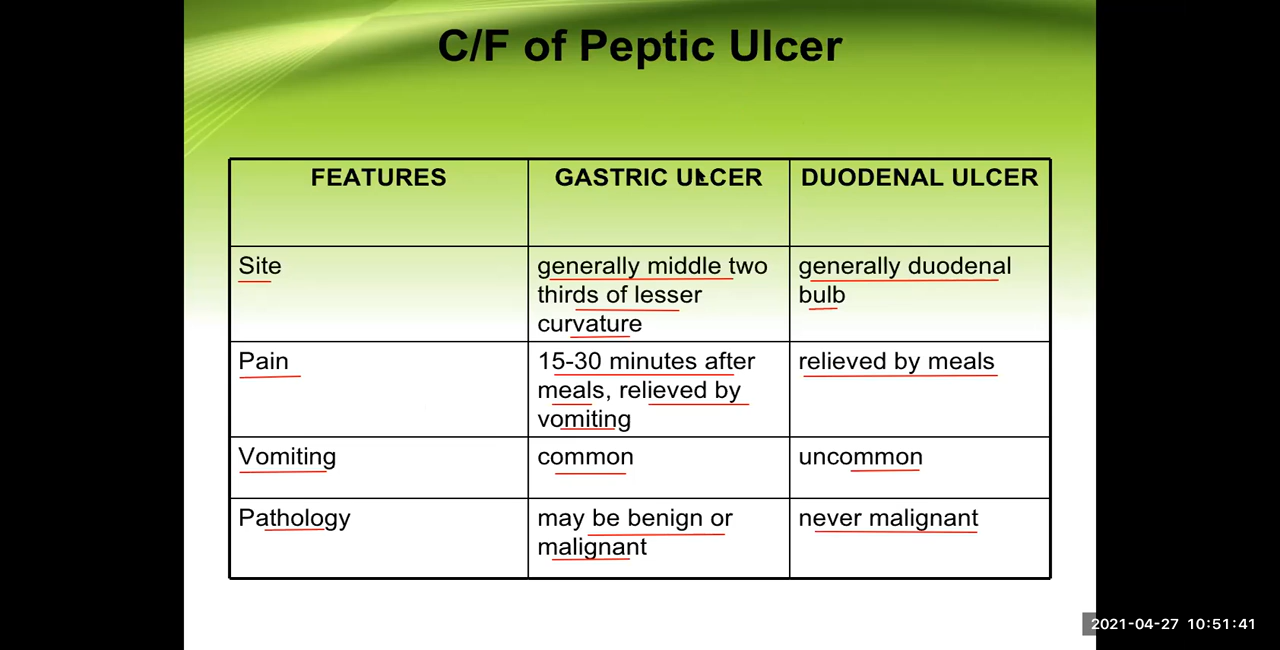 C/F of Peptic Ulcer
FEATURES
GASTRIC ULCER
DUODENAL ULCER
Site
generally middle two
thirds of lesser
curvature
generally duodenal
bulb
Pain
15-30 minutes after
meals, relieved by
vomiting
relieved by meals
Vomiting
common
uncommon
Pathology
may be benign or
malignant
never malignant
2021-04-27 10:51:41